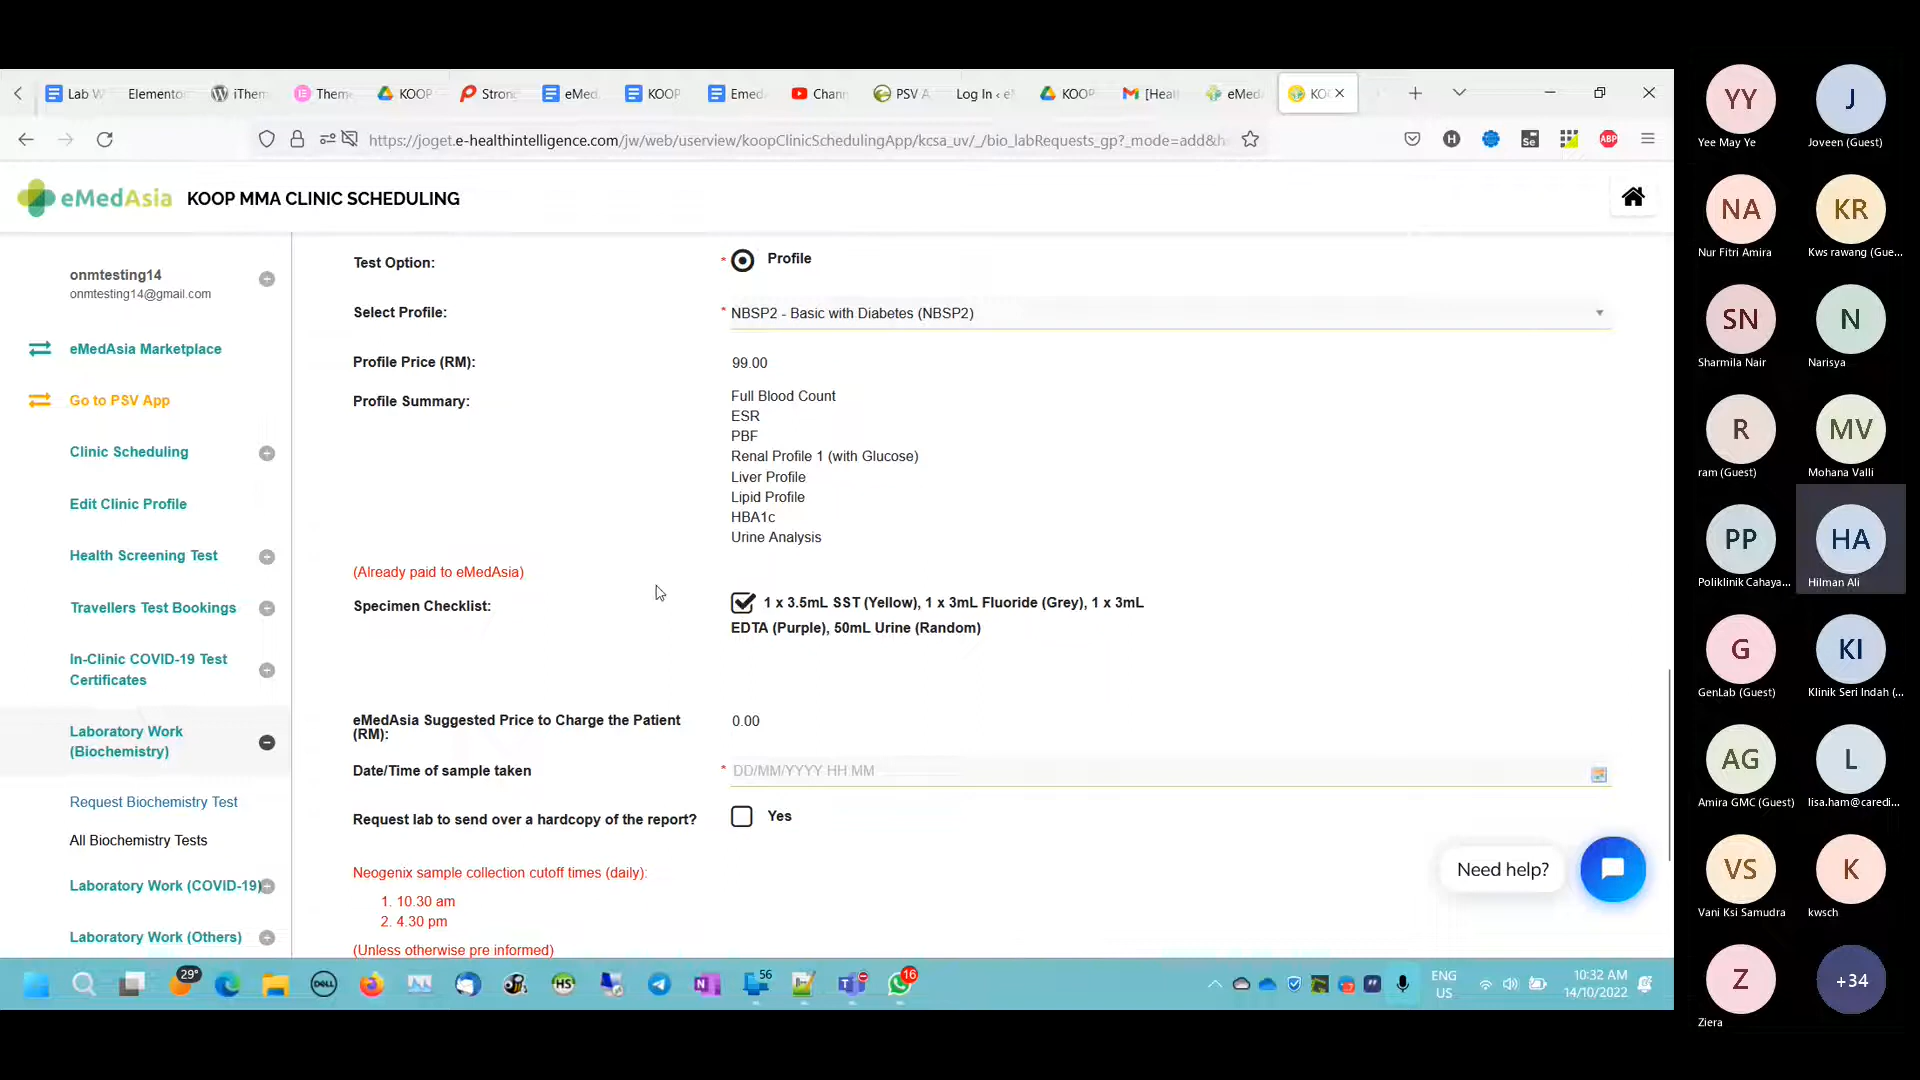 Lab W
Elemento
iThem
Theme
KOOP
Stron
eMed
KOOP
Emed
Chann
PSV A
Log In ‹ e
KOOP
[Heal
eMed
KO
https://joget.e-healthintelligence.com/jw/web/userview/koopClinicSchedulingApp/kcsa_uv/_/bio_labRequests_gp?_mode=add&h
eMedAsia KOOP MMA CLINIC SCHEDULING
onmtesting14
onmtesting14@gmail.com
eMedAsia Marketplace
Go to PSV App
Clinic Scheduling
Edit Clinic Profile
Health Screening Test
Travellers Test Bookings
In-Clinic COVID-19 Test
Certificates
Laboratory Work
(Biochemistry)
Request Biochemistry Test
All Biochemistry Tests
Laboratory Work (COVID-19)
Laboratory Work (Others)
Test Option: * Profile
Select Profile: * NBSP2 - Basic with Diabetes (NBSP2)
Profile Price (RM): 99.00
Profile Summary: Full Blood Count
ESR
PBF
Renal Profile 1 (with Glucose)
Liver Profile
Lipid Profile
HBA1c
Urine Analysis
(Already paid to eMedAsia)
Specimen Checklist: 1 x 3.5mL SST (Yellow), 1 x 3mL Fluoride (Grey), 1 x 3mL
EDTA (Purple), 50mL Urine (Random)
eMedAsia Suggested Price to Charge the Patient
(RM): 0.00
Date/Time of sample taken * DD/MM/YYYY HH:MM
Request lab to send over a hardcopy of the report? Yes
Neogenix sample collection cutoff times (daily):
1. 10.30 am
2. 4.30 pm
(Unless otherwise pre informed)
Need help?
29°
DELL
HS
56
16
ENG
US
10:32 AM
14/10/2022
YY
Yee May Ye
J
Joveen (Guest)
NA
Nur Fitri Amira
KR
Kws rawang (Gue...
SN
Sharmila Nair
N
Narisya
R
ram (Guest)
MV
Mohana Valli
PP
Poliklinik Cahaya...
HA
Hilman Ali
G
GenLab (Guest)
KI
Klinik Seri Indah (...
AG
Amira GMC (Guest)
L
lisa.ham@caredi...
VS
Vani Ksi Samudra
K
kwsch
Z
Ziera
+34